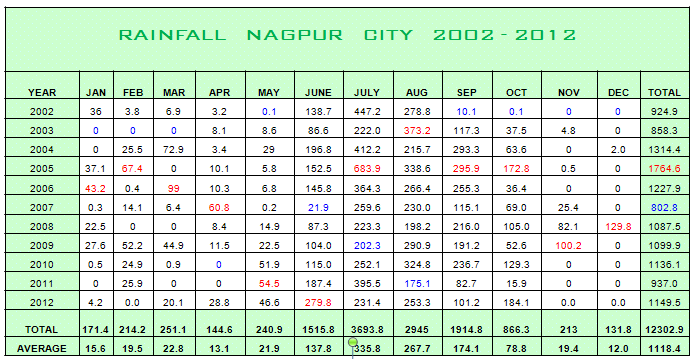 RAINFALL NAGPUR CITY 2002 - 2012
YEAR JAN FEB MAR APR MAY JUNE JULY AUG SEP OCT NOV DEC TOTAL
2002 36 3.8 6.9 3.2 0.1 138.7 447.2 278.8 10.1 0.1 0 0 924.9
2003 0 0 0 8.1 8.6 86.6 222.0 373.2 117.3 37.5 4.8 0 858.3
2004 0 25.5 72.9 3.4 29 196.8 412.2 215.7 293.3 63.6 0 2.0 1314.4
2005 37.1 67.4 0 10.1 5.8 152.5 683.9 338.6 295.9 172.8 0.5 0 1764.6
2006 43.2 0.4 99 10.3 6.8 145.8 364.3 266.4 255.3 36.4 0 0 1227.9
2007 0.3 14.1 6.4 60.8 0.2 21.9 259.6 230.0 115.1 69.0 25.4 0 802.8
2008 22.5 0 0 8.4 14.9 87.3 223.3 198.2 216.0 105.0 82.1 129.8 1087.5
2009 27.6 52.2 44.9 11.5 22.5 104.0 202.3 290.9 191.2 52.6 100.2 0 1099.9
2010 0.5 24.9 0.9 0 51.9 115.0 252.1 324.8 236.7 129.3 0 0 1136.1
2011 0 25.9 0 0 54.5 187.4 395.5 175.1 82.7 15.9 0 0 937.0
2012 4.2 0.0 20.1 28.8 46.6 279.8 231.4 253.3 101.2 184.1 0.0 0.0 1149.5
TOTAL 171.4 214.2 251.1 144.6 240.9 1515.8 3693.8 2945 1914.8 866.3 213 131.8 12302.9
AVERAGE 15.6 19.5 22.8 13.1 21.9 137.8 335.8 267.7 174.1 78.8 19.4 12.0 1118.4